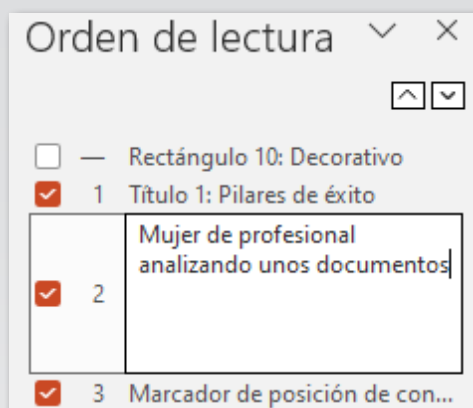 Orden de lectura
— Rectángulo 10: Decorativo
1 Título 1: Pilares de éxito
Mujer de profesional
2 analizando unos documentos
3 Marcador de posición de con...